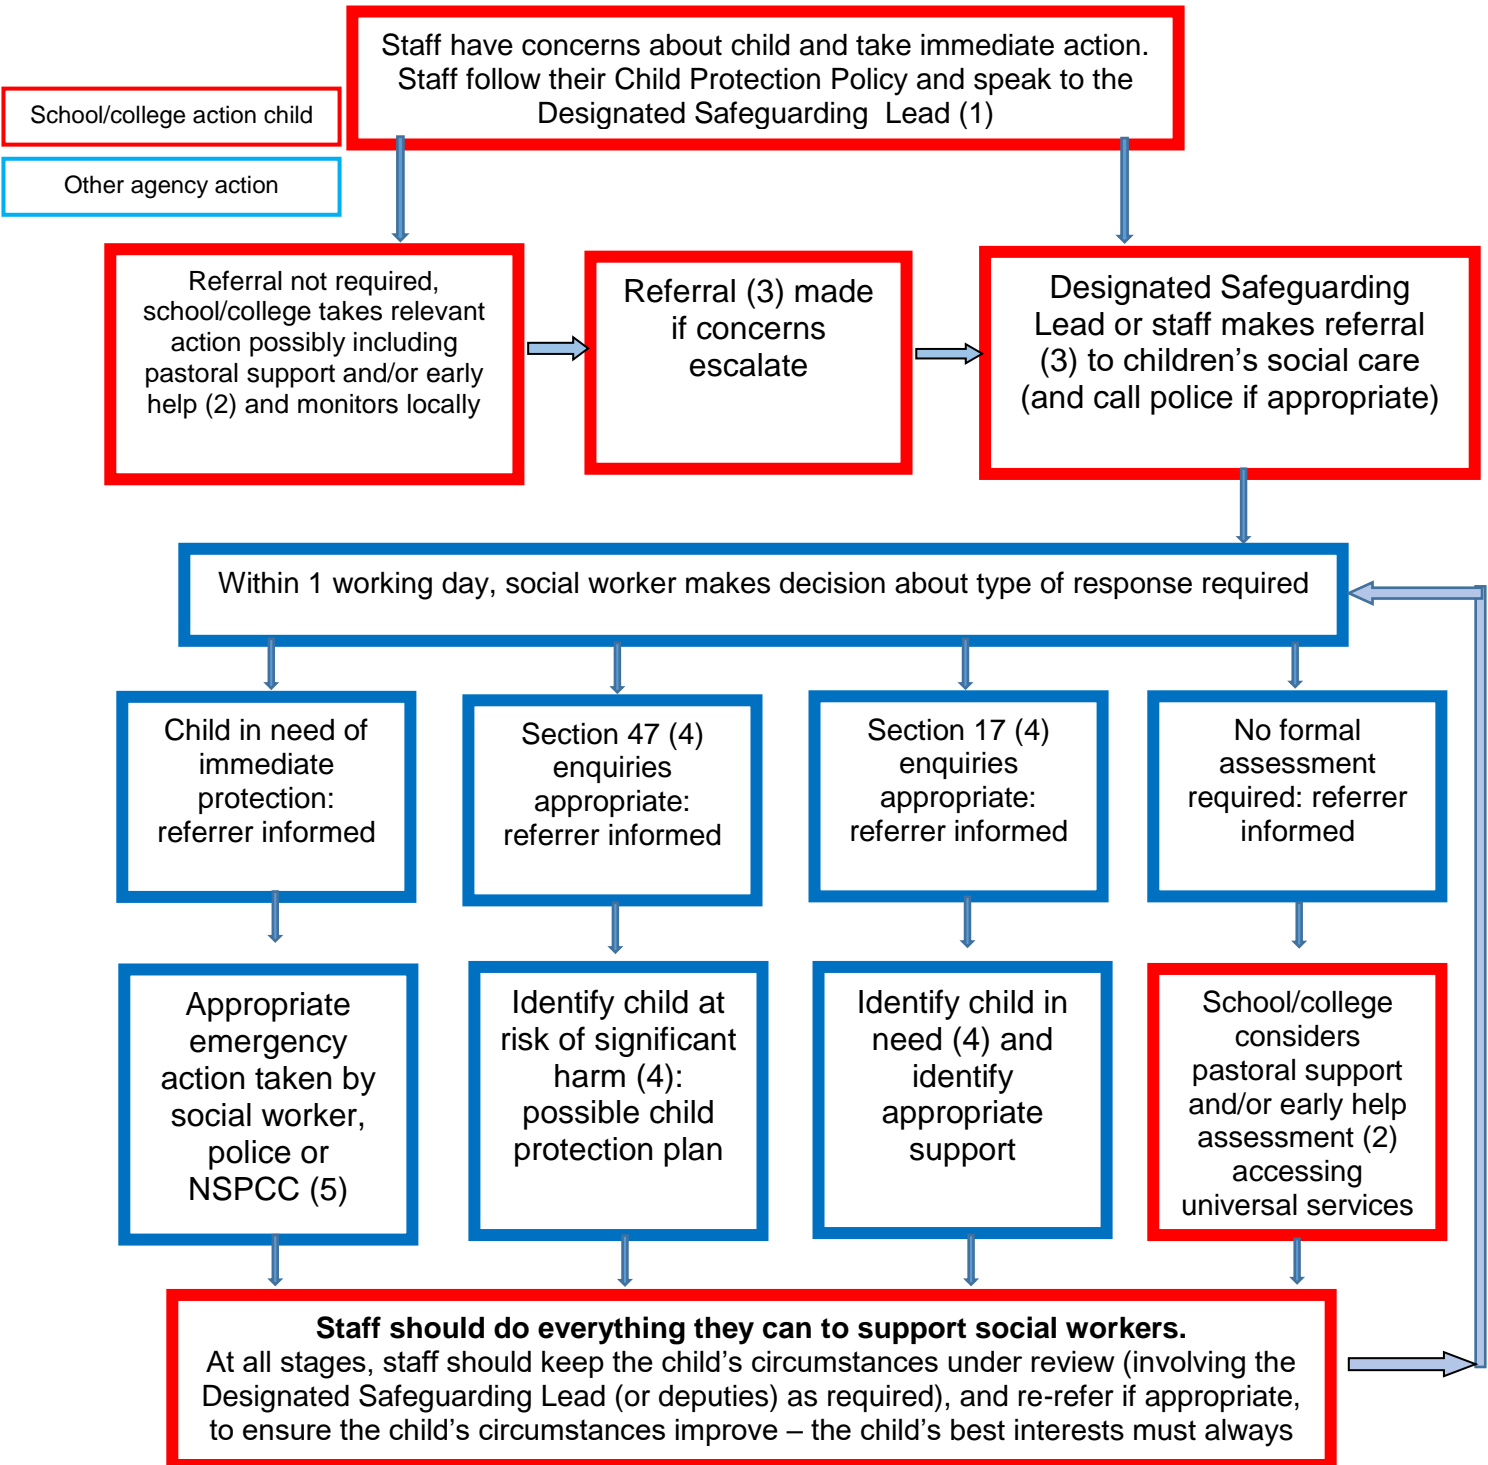 Staff have concerns about child and take immediate action.
Staff follow their Child Protection Policy and speak to the
Designated Safeguarding Lead (1)
School/college action child
Other agency action
Referral not required,
school/college takes relevant
action possibly including
pastoral support and/or early
help (2) and monitors locally
Referral (3) made
if concerns
escalate
Designated Safeguarding
Lead or staff makes referral
(3) to children’s social care
(and call police if appropriate)
Within 1 working day, social worker makes decision about type of response required
Child in need of
immediate
protection:
referrer informed
Section 47 (4)
enquiries
appropriate:
referrer informed
Section 17 (4)
enquiries
appropriate:
referrer informed
No formal
assessment
required: referrer
informed
Appropriate
emergency
action taken by
social worker,
police or
NSPCC (5)
Identify child at
risk of significant
harm (4):
possible child
protection plan
Identify child in
need (4) and
identify
appropriate
support
School/college
considers
pastoral support
and/or early help
assessment (2)
accessing
universal services
Staff should do everything they can to support social workers.
At all stages, staff should keep the child’s circumstances under review (involving the
Designated Safeguarding Lead (or deputies) as required), and re-refer if appropriate,
to ensure the child’s circumstances improve – the child’s best interests must always